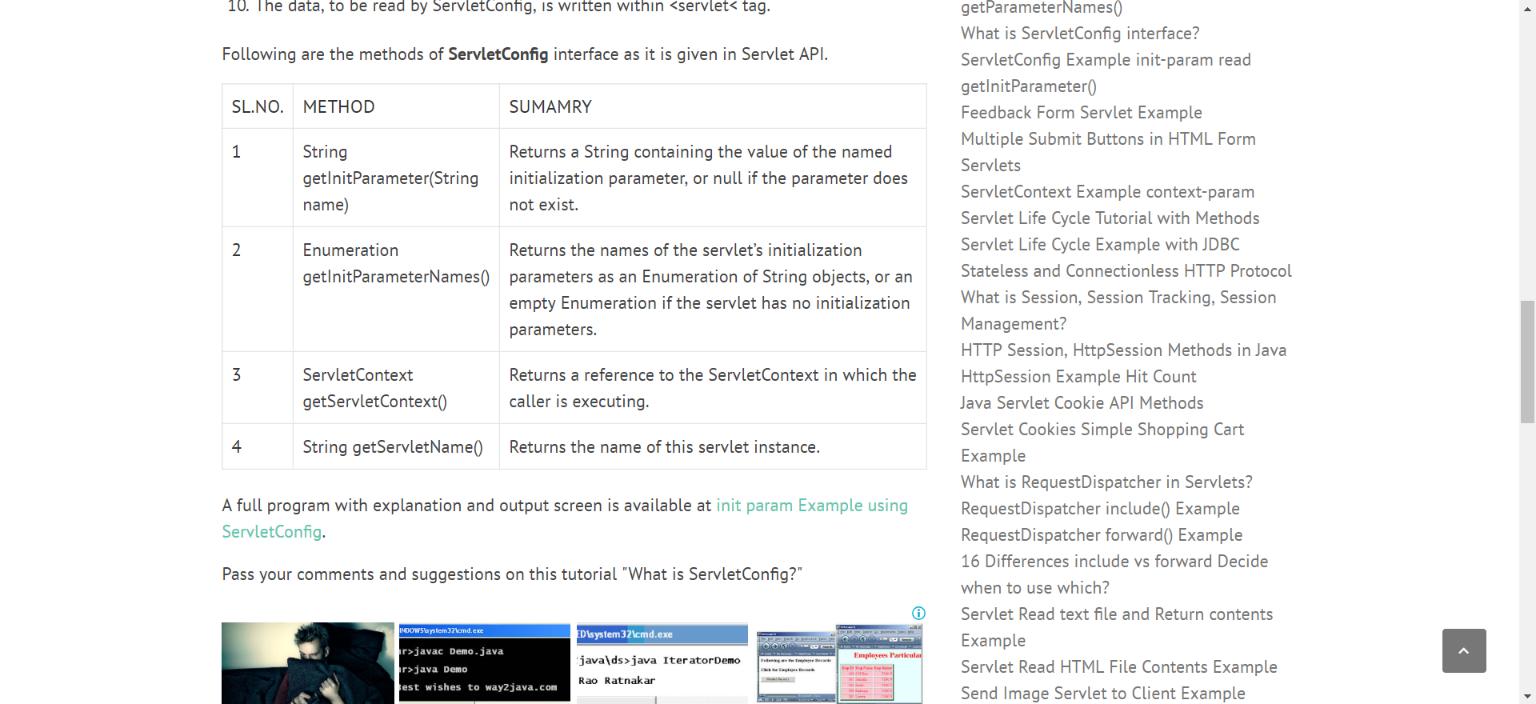 10. The data, to be read by ServletConfig, is written within <servlet< tag.
Following are the methods of ServletConfig interface as it is given in Servlet API.
SL.NO. METHOD SUMAMRY
1 String getInitParameter(String name) Returns a String containing the value of the named
initialization parameter, or null if the parameter does
not exist.
2 Enumeration getInitParameterNames() Returns the names of the servlet's initialization
parameters as an Enumeration of String objects, or an
empty Enumeration if the servlet has no initialization
parameters.
3 ServletContext getServletContext() Returns a reference to the ServletContext in which the
caller is executing.
4 String getServletName() Returns the name of this servlet instance.
A full program with explanation and output screen is available at init param Example using
ServletConfig.
Pass your comments and suggestions on this tutorial "What is ServletConfig?"
NDOWS\system32\cmd.exe
r>javac Demo.java
r>java Demo
est wishes to way2java.com
ED\system32\cmd.exe
java\ds>java IteratorDemo
Rao Ratnakar
Following are the Employee Records
Employees Particular
getParameterNames()
What is ServletConfig interface?
ServletConfig Example init-param read
getInitParameter()
Feedback Form Servlet Example
Multiple Submit Buttons in HTML Form
Servlets
ServletContext Example context-param
Servlet Life Cycle Tutorial with Methods
Servlet Life Cycle Example with JDBC
Stateless and Connectionless HTTP Protocol
What is Session, Session Tracking, Session
Management?
HTTP Session, HttpSession Methods in Java
HttpSession Example Hit Count
Java Servlet Cookie API Methods
Servlet Cookies Simple Shopping Cart
Example
What is RequestDispatcher in Servlets?
RequestDispatcher include() Example
RequestDispatcher forward() Example
16 Differences include vs forward Decide
when to use which?
Servlet Read text file and Return contents
Example
Servlet Read HTML File Contents Example
Send Image Servlet to Client Example